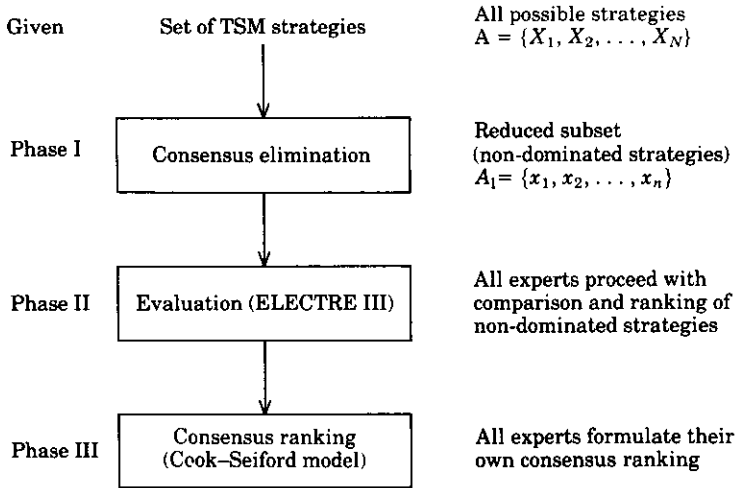 Given
Set of TSM strategies
All possible strategies
A = {X₁, X₂, . . . , X_N}
Phase I
Consensus elimination
Reduced subset
(non-dominated strategies)
A₁= {x₁, x₂, . . . , xₙ}
Phase II
Evaluation (ELECTRE III)
All experts proceed with
comparison and ranking of
non-dominated strategies
Phase III
Consensus ranking
(Cook–Seiford model)
All experts formulate their
own consensus ranking